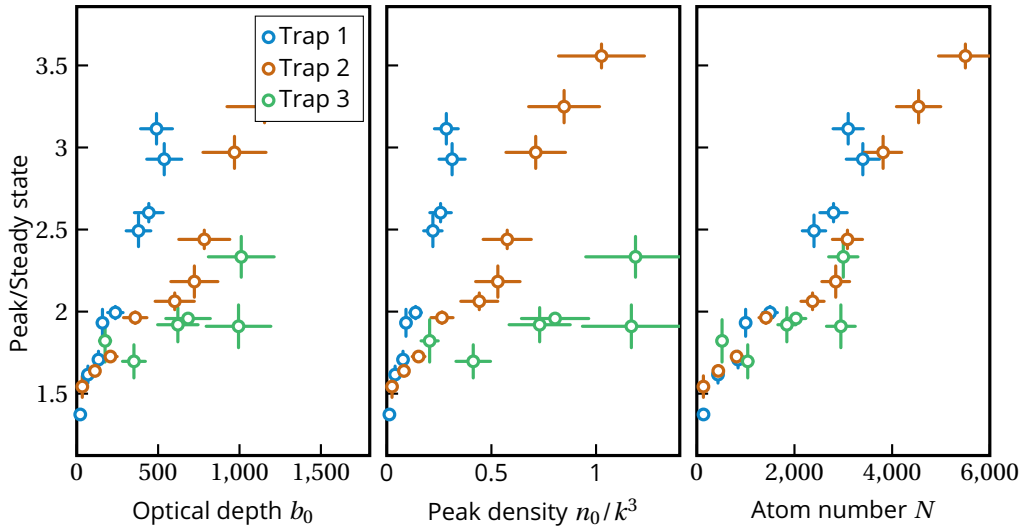 Peak/Steady state
3.5
3
2.5
2
1.5
Trap 1
Trap 2
Trap 3
0 500 1,000 1,500
Optical depth b₀
0 0.5 1
Peak density n₀/k³
0 2,000 4,000 6,000
Atom number N